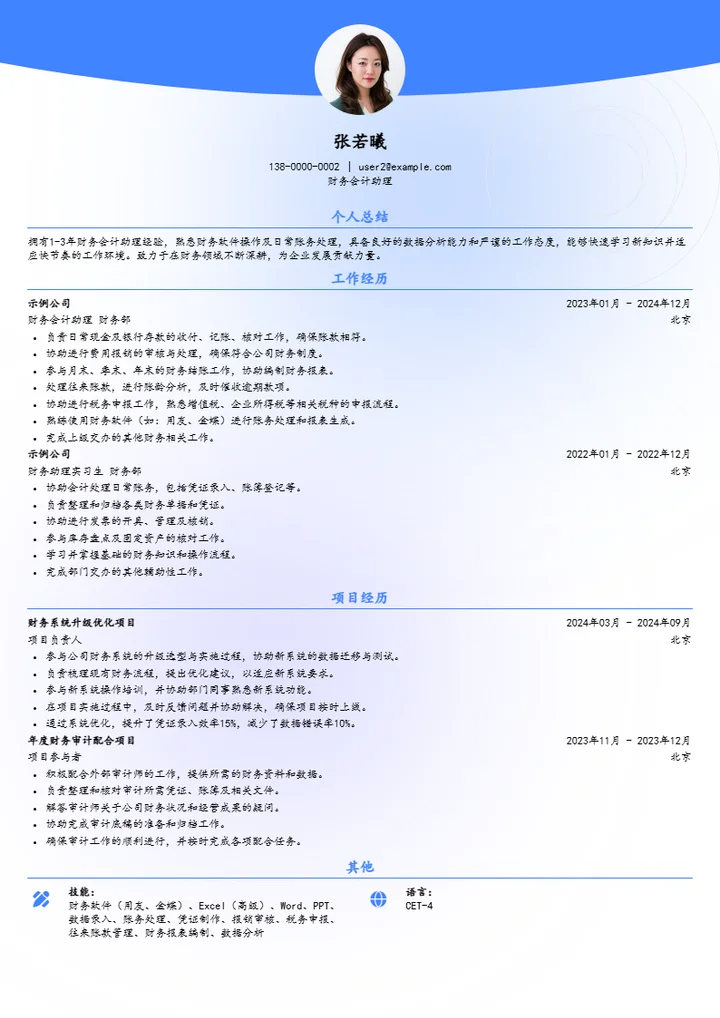 张若曦
138-0000-0002 | user2@example.com
财务会计助理
个人总结
拥有1-3年财务会计助理经验，熟悉财务软件操作及日常账务处理，具备良好的数据分析能力和严谨的工作态度，能够快速学习新知识并适
应快节奏的工作环境。致力于在财务领域不断深耕，为企业发展贡献力量。
工作经历
示例公司 2023年01月 - 2024年12月
财务会计助理 财务部 北京
• 负责日常现金及银行存款的收付、记账、核对工作，确保账款相符。
• 协助进行费用报销的审核与处理，确保符合公司财务制度。
• 参与月末、季末、年末的财务结账工作，协助编制财务报表。
• 处理往来账款，进行账龄分析，及时催收逾期款项。
• 协助进行税务申报工作，熟悉增值税、企业所得税等相关税种的申报流程。
• 熟练使用财务软件（如：用友、金蝶）进行账务处理和报表生成。
• 完成上级交办的其他财务相关工作。
示例公司 2022年01月 - 2022年12月
财务助理实习生 财务部 北京
• 协助会计处理日常账务，包括凭证录入、账簿登记等。
• 负责整理和归档各类财务单据和凭证。
• 协助进行发票的开具、管理及核销。
• 参与库存盘点及固定资产的核对工作。
• 学习并掌握基础的财务知识和操作流程。
• 完成部门交办的其他辅助性工作。
项目经历
财务系统升级优化项目 2024年03月 - 2024年09月
项目负责人 北京
• 参与公司财务系统的升级选型与实施过程，协助新系统的数据迁移与测试。
• 负责梳理现有财务流程，提出优化建议，以适应新系统要求。
• 参与新系统操作培训，并协助部门同事熟悉新系统功能。
• 在项目实施过程中，及时反馈问题并协助解决，确保项目按时上线。
• 通过系统优化，提升了凭证录入效率15%，减少了数据错误率10%。
年度财务审计配合项目 2023年11月 - 2023年12月
项目参与者 北京
• 积极配合外部审计师的工作，提供所需的财务资料和数据。
• 负责整理和核对审计所需凭证、账簿及相关文件。
• 解答审计师关于公司财务状况和经营成果的疑问。
• 协助完成审计底稿的准备和归档工作。
• 确保审计工作的顺利进行，并按时完成各项配合任务。
其他
技能：
财务软件（用友、金蝶）、Excel（高级）、Word、PPT、
数据录入、账务处理、凭证制作、报销审核、税务申报、
往来账款管理、财务报表编制、数据分析
语言：
CET-4